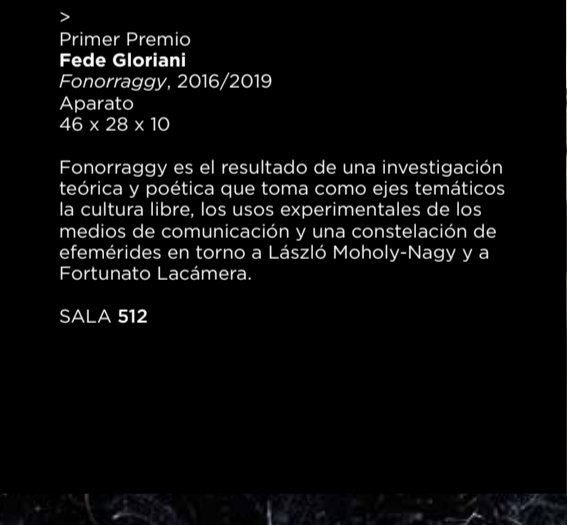 >
Primer Premio
Fede Gloriani
Fonorraggy, 2016/2019
Aparato
46 x 28 x 10
Fonorraggy es el resultado de una investigación
teórica y poética que toma como ejes temáticos
la cultura libre, los usos experimentales de los
medios de comunicación y una constelación de
efemérides en torno a László Moholy-Nagy y a
Fortunato Lacámera.
SALA 512